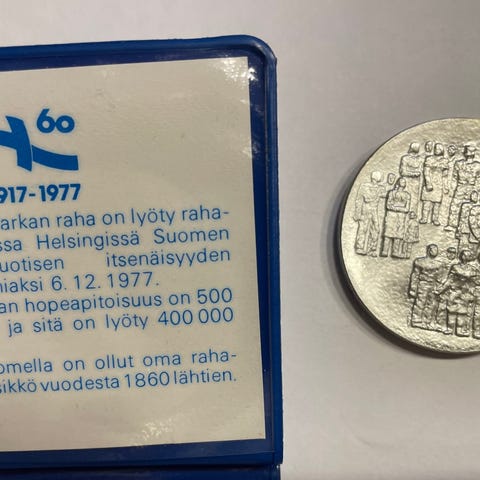 60
917-1977
arkan raha on lyöty raha-
ssa Helsingissä Suomen
uotisen itsenäisyyden
iaksi 6.12.1977.
an hopeapitoisuus on 500
ja sitä on lyöty 400 000
omella on ollut oma raha-
sikkö vuodesta 1860 lähtien.